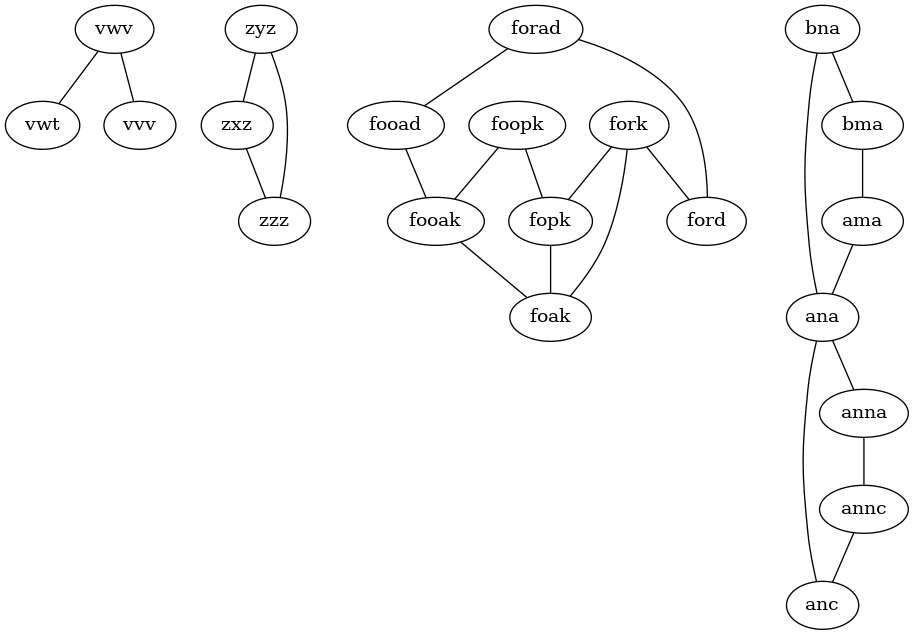 vwv
zyz
forad
bna
vwt
vvv
zxz
fooad
foopk
fork
bma
zzz
fooak
fopk
ford
ama
foak
ana
anna
annc
anc